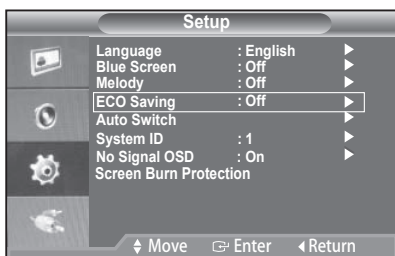 Setup
Language : English
Blue Screen : Off
Melody : Off
ECO Saving : Off
Auto Switch
System ID : 1
No Signal OSD : On
Screen Burn Protection
Move Enter Return